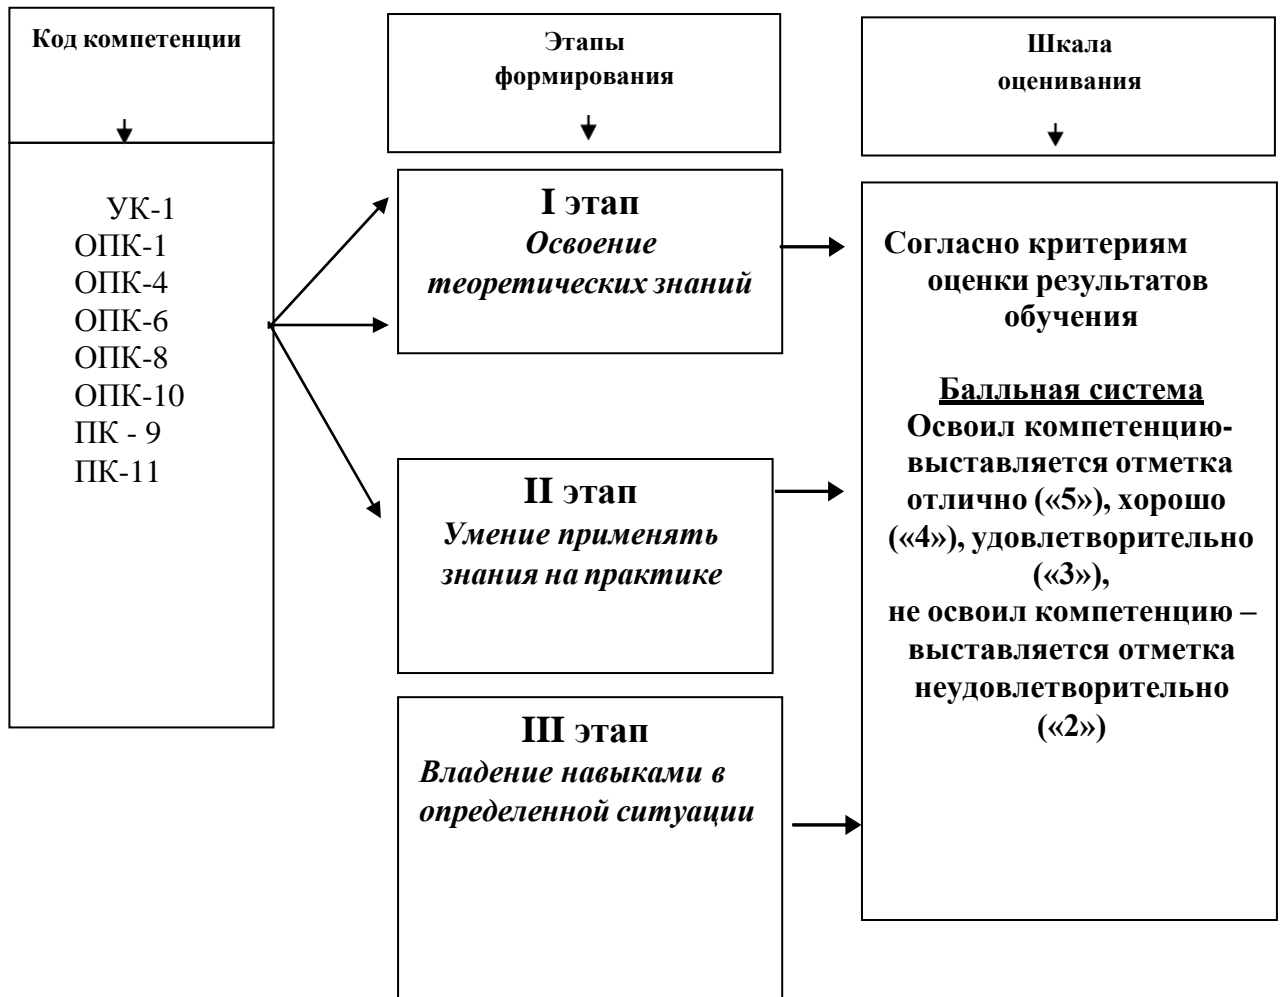 Код компетенции
УК-1
ОПК-1
ОПК-4
ОПК-6
ОПК-8
ОПК-10
ПК - 9
ПК-11
Этапы
формирования
I этап
Освоение
теоретических знаний
II этап
Умение применять
знания на практике
III этап
Владение навыками в
определенной ситуации
Шкала
оценивания
Согласно критериям
оценки результатов
обучения
Балльная система
Освоил компетенцию-
выставляется отметка
отлично («5»), хорошо
(«4»), удовлетворительно
(«3»),
не освоил компетенцию –
выставляется отметка
неудовлетворительно
(«2»)